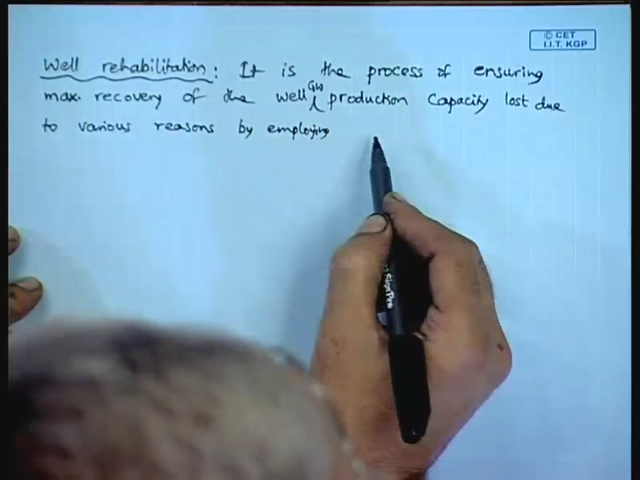 © CET
I.I.T. KGP
Well rehabilitation: It is the process of ensuring
max. recovery of the well GW production capacity lost due
to various reasons by employing